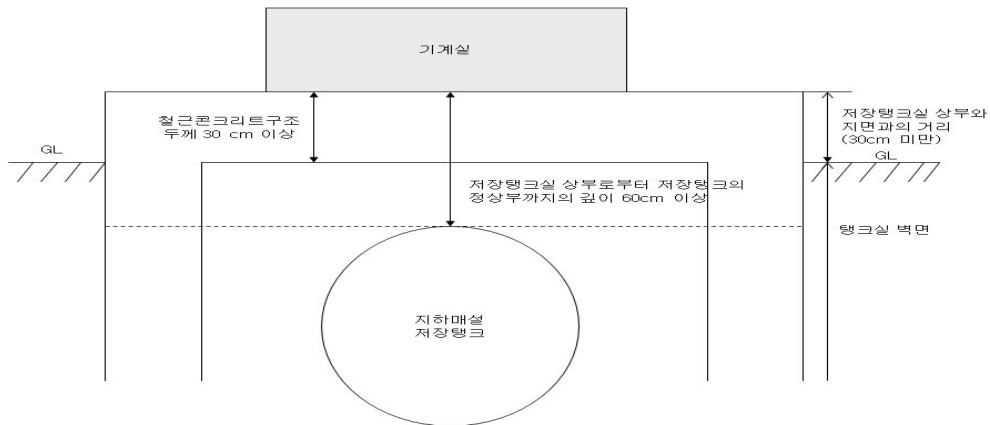 기계실
철근콘크리트구조
두께 30 cm 이상
저장탱크실 상부와
지면과의 거리
(30cm 미만)
GL
GL
저장탱크실 상부로부터 저장탱크의
정상부까지의 깊이 60cm 이상
탱크실 벽면
지하매설
저장탱크